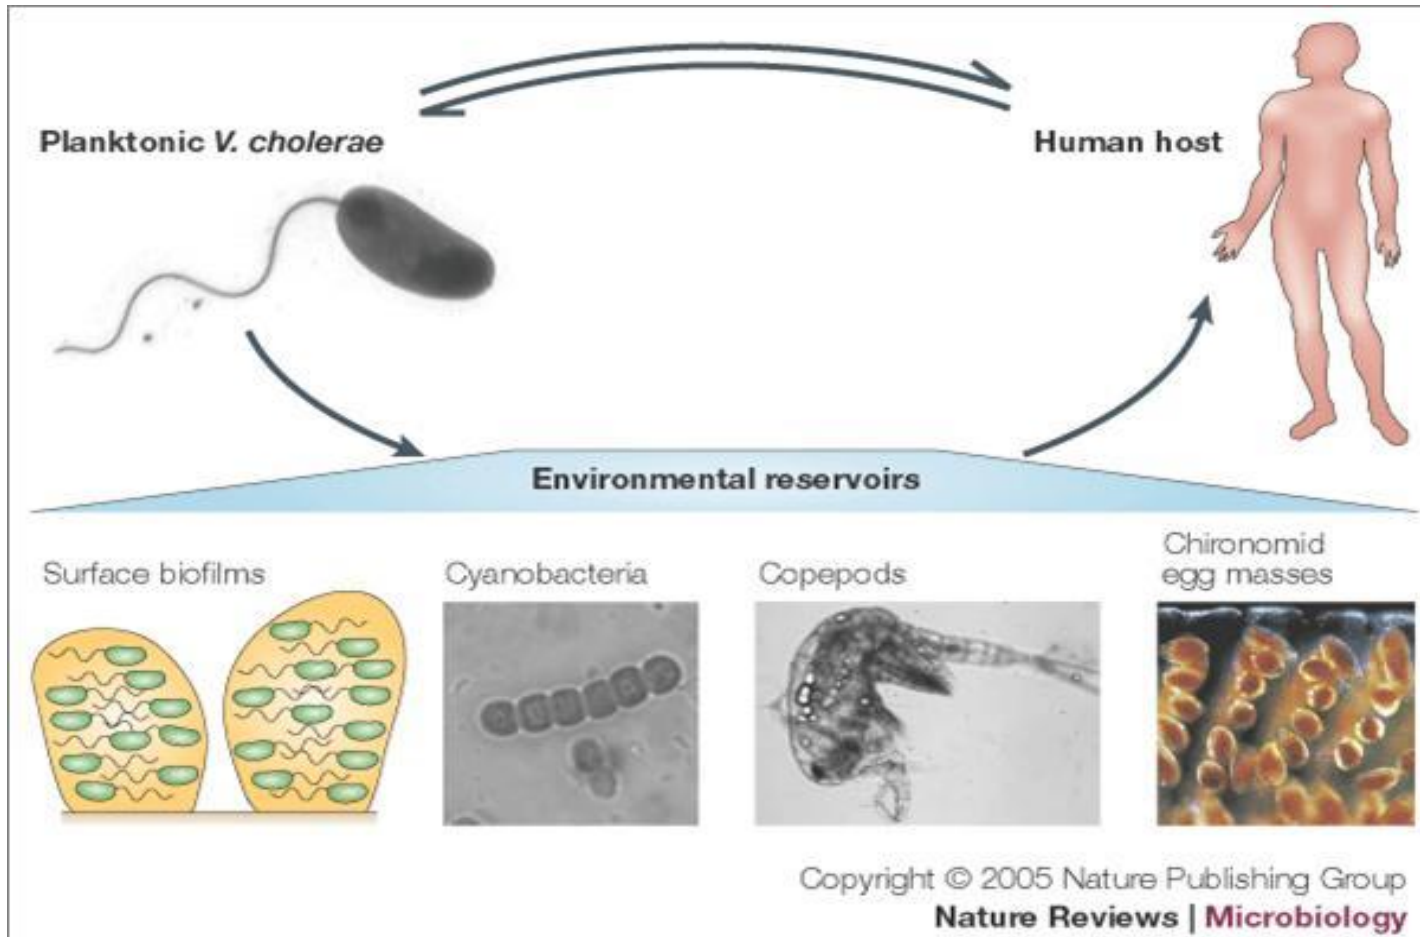 Planktonic V. cholerae
Human host
Environmental reservoirs
Surface biofilms
Cyanobacteria
Copepods
Chironomid
egg masses
Copyright © 2005 Nature Publishing Group
Nature Reviews | Microbiology